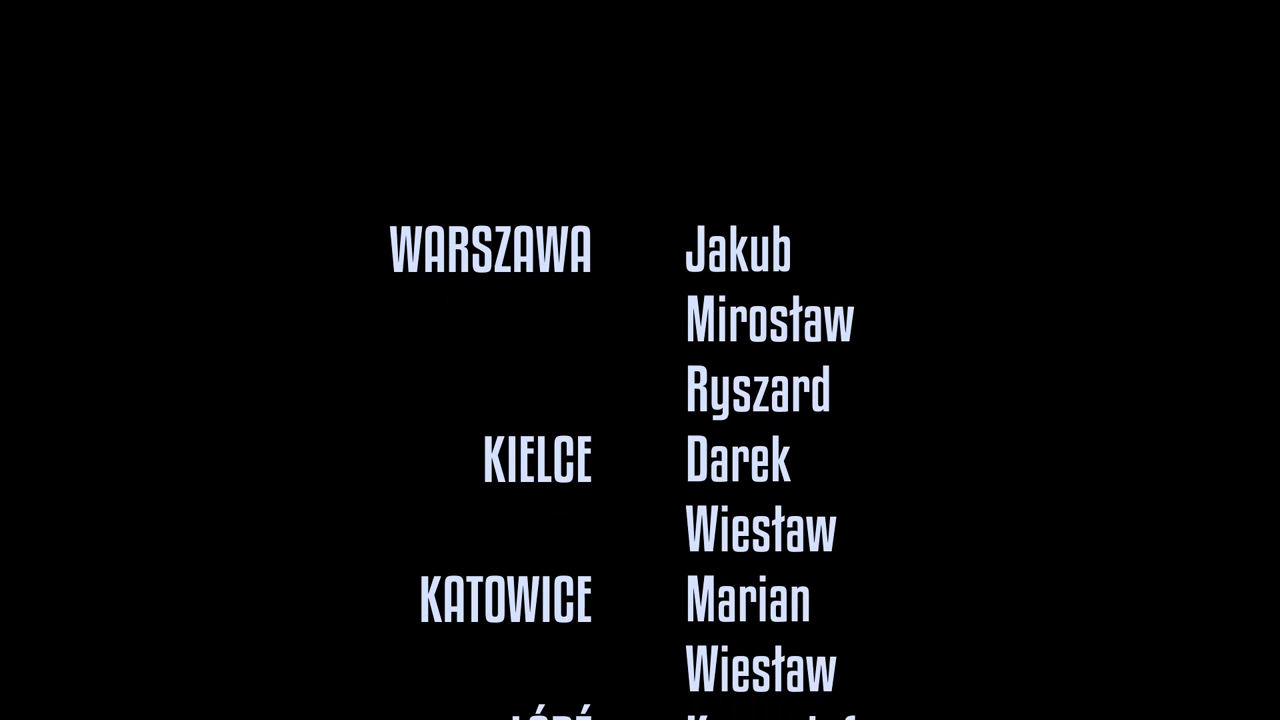 WARSZAWA Jakub
Mirosław
Ryszard
KIELCE Darek
Wiesław
KATOWICE Marian
Wiesław